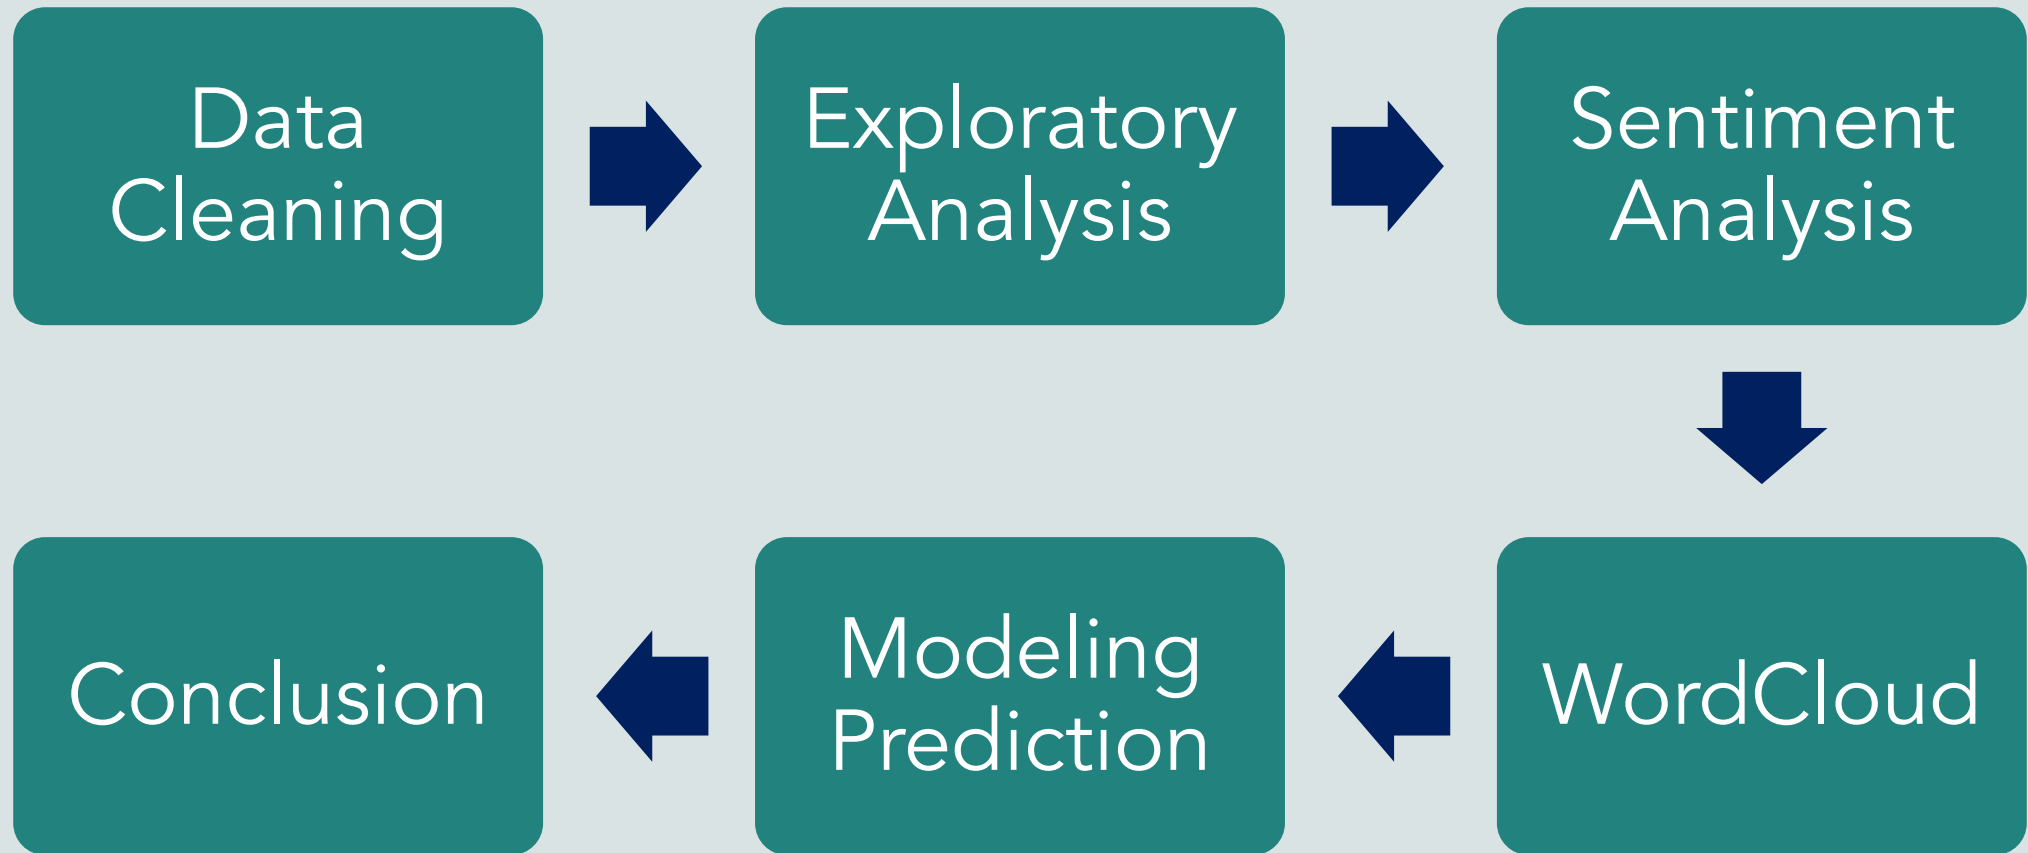 Data
Cleaning
Exploratory
Analysis
Sentiment
Analysis
WordCloud
Modeling
Prediction
Conclusion